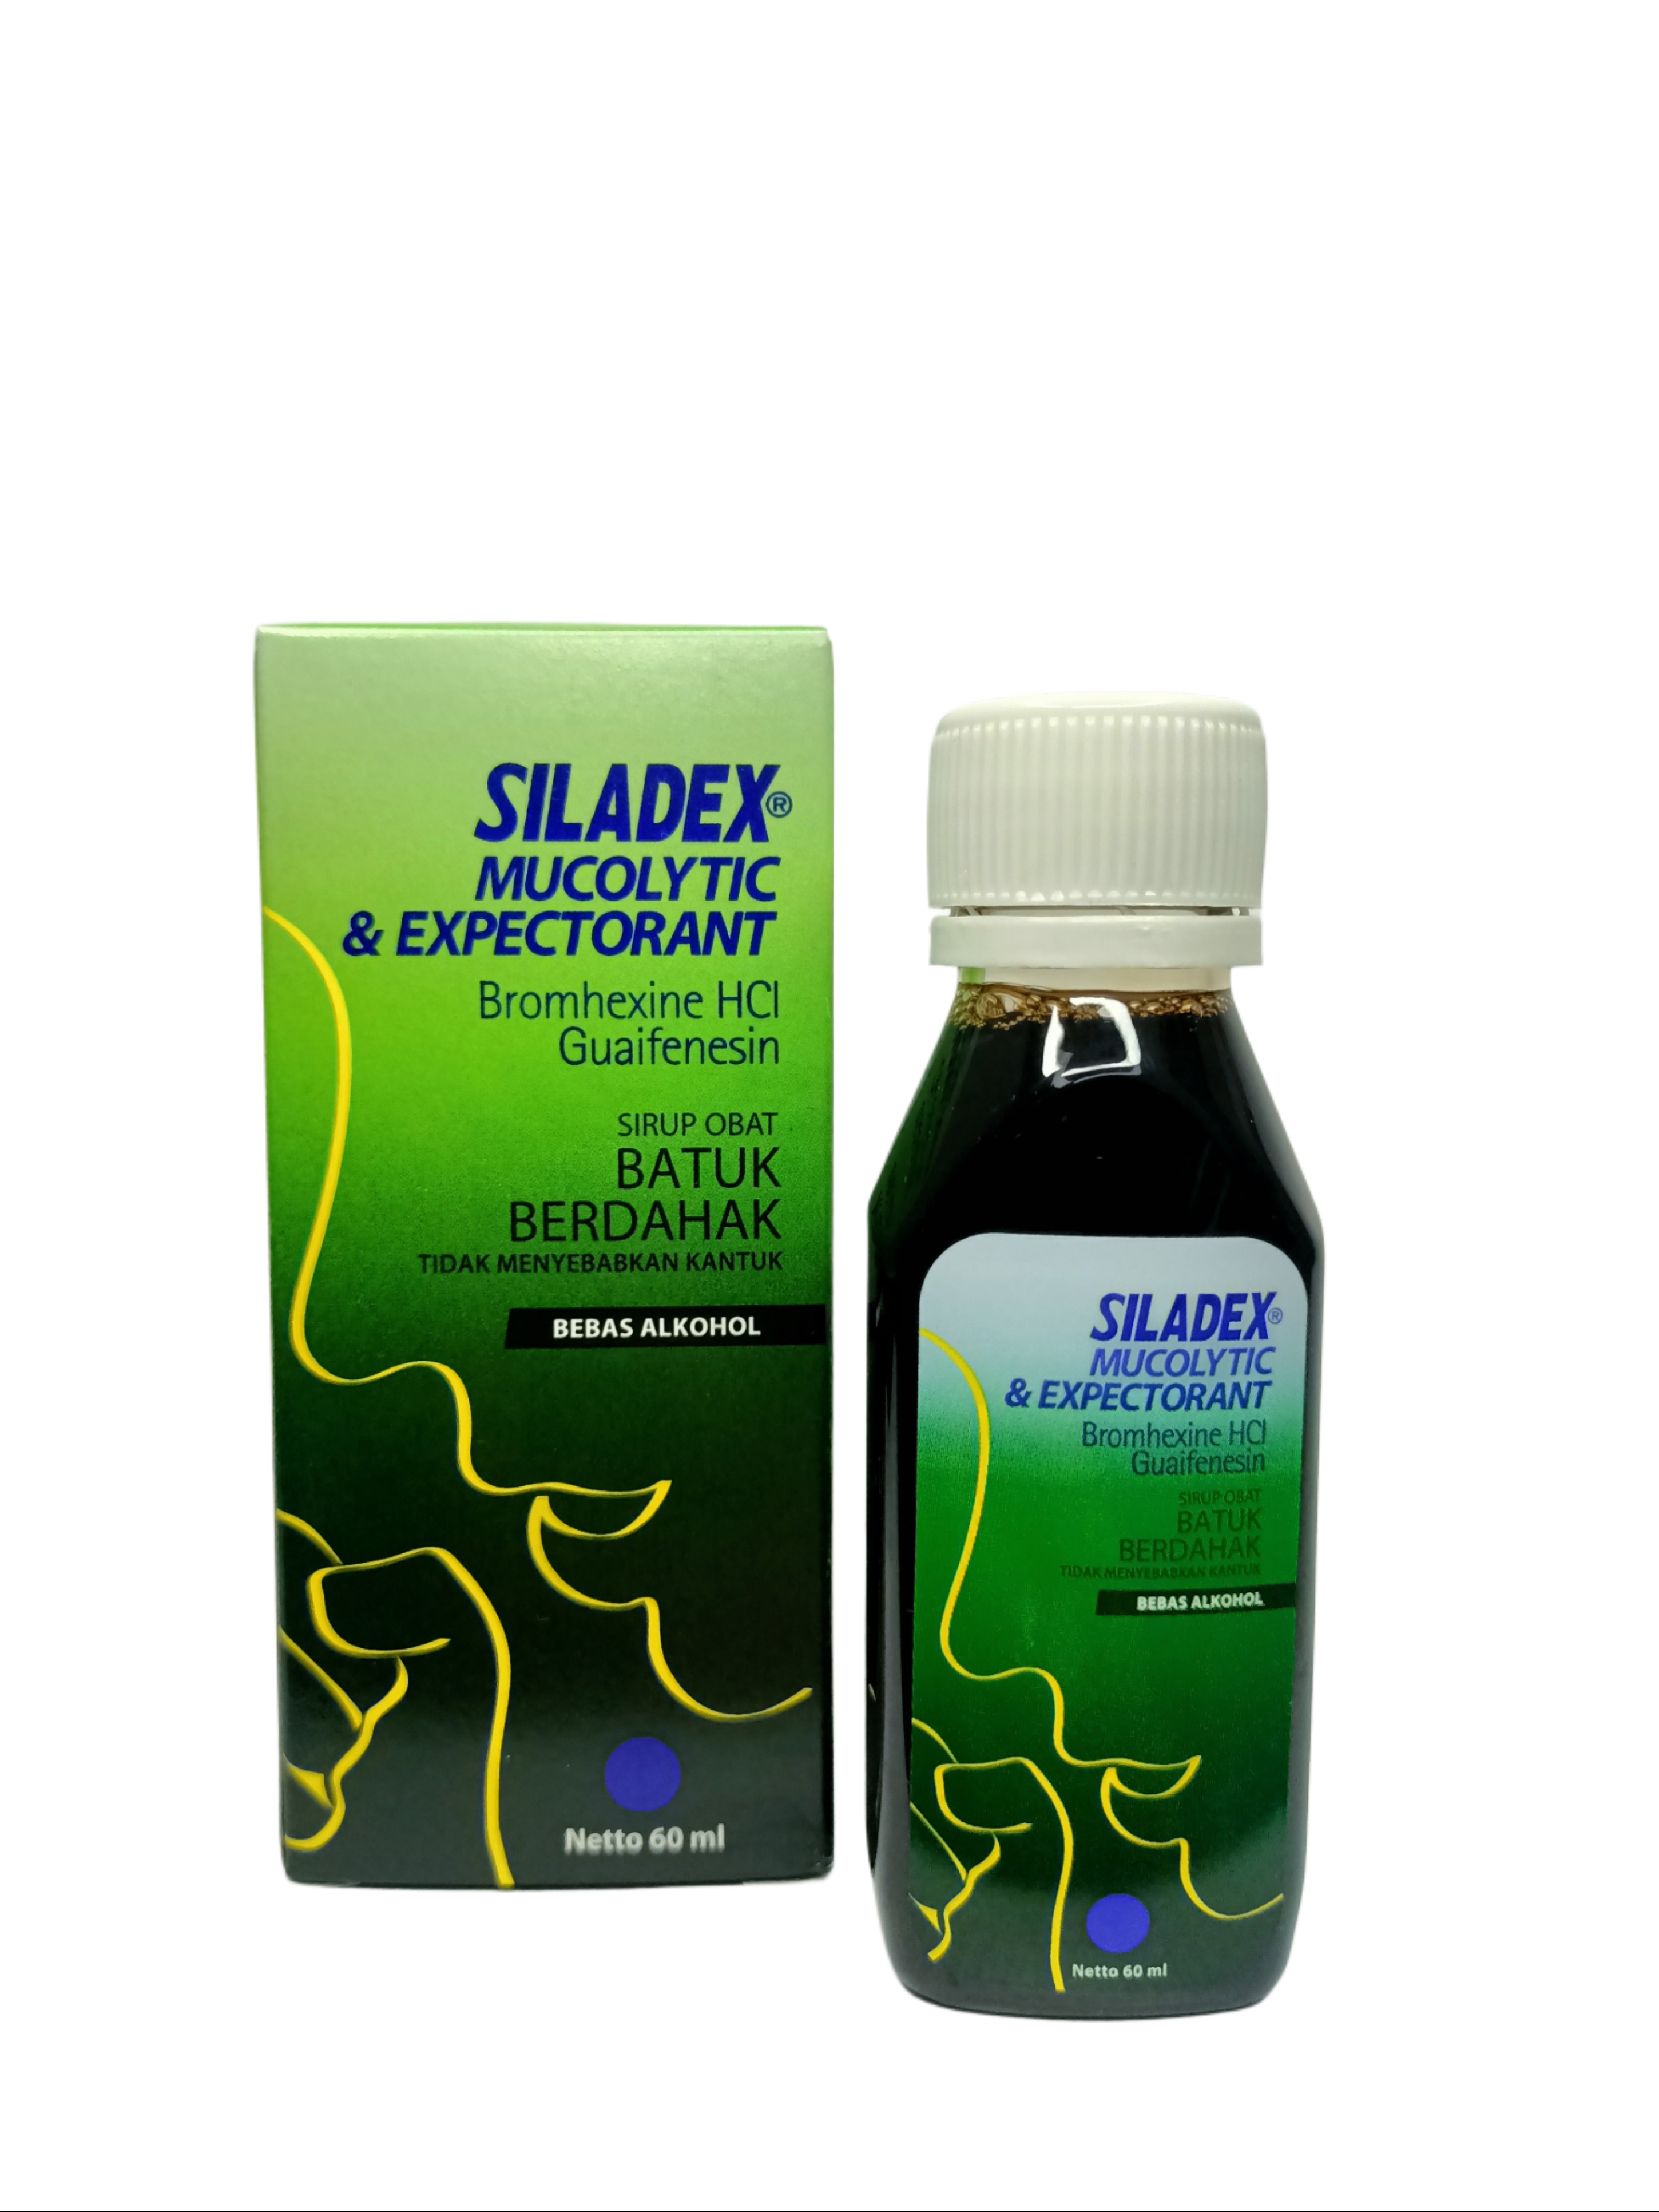 SILADEX®
MUCOLYTIC
& EXPECTORANT
Bromhexine HCl
Guaifenesin
SIRUP OBAT
BATUK
BERDAHAK
TIDAK MENYEBABKAN KANTUK
BEBAS ALKOHOL
Netto 60 ml
SILADEX®
MUCOLYTIC
& EXPECTORANT
Bromhexine HCl
Guaifenesin
SIRUP OBAT
BATUK
BERDAHAK
TIDAK MENYEBABKAN KANTUK
BEBAS ALKOHOL
Netto 60 ml